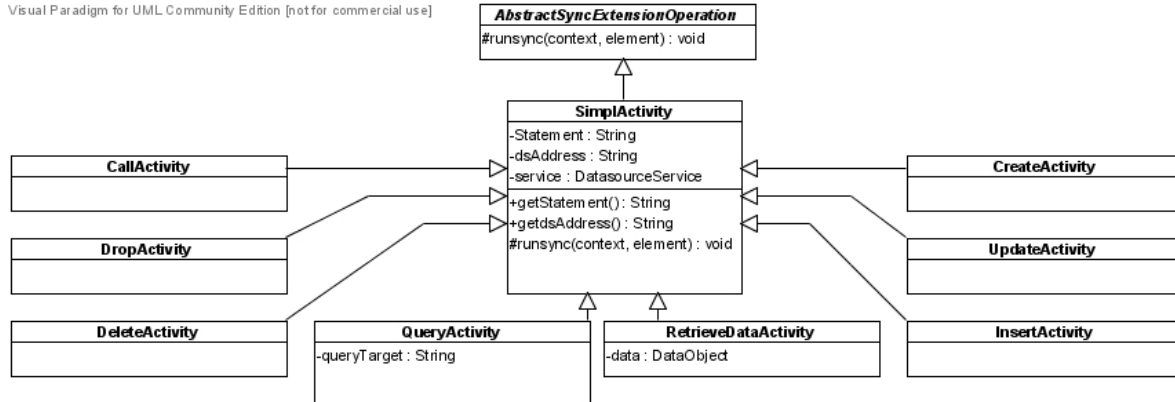 Visual Paradigm for UML Community Edition [not for commercial use]
AbstractSyncExtensionOperation
#runsync(context, element) : void
SimplActivity
-Statement : String
-dsAddress : String
-service : DatasourceService
+getStatement() : String
+getdsAddress() : String
#runsync(context, element) : void
CallActivity
DropActivity
DeleteActivity
QueryActivity
-queryTarget : String
RetrieveDataActivity
-data : DataObject
CreateActivity
UpdateActivity
InsertActivity